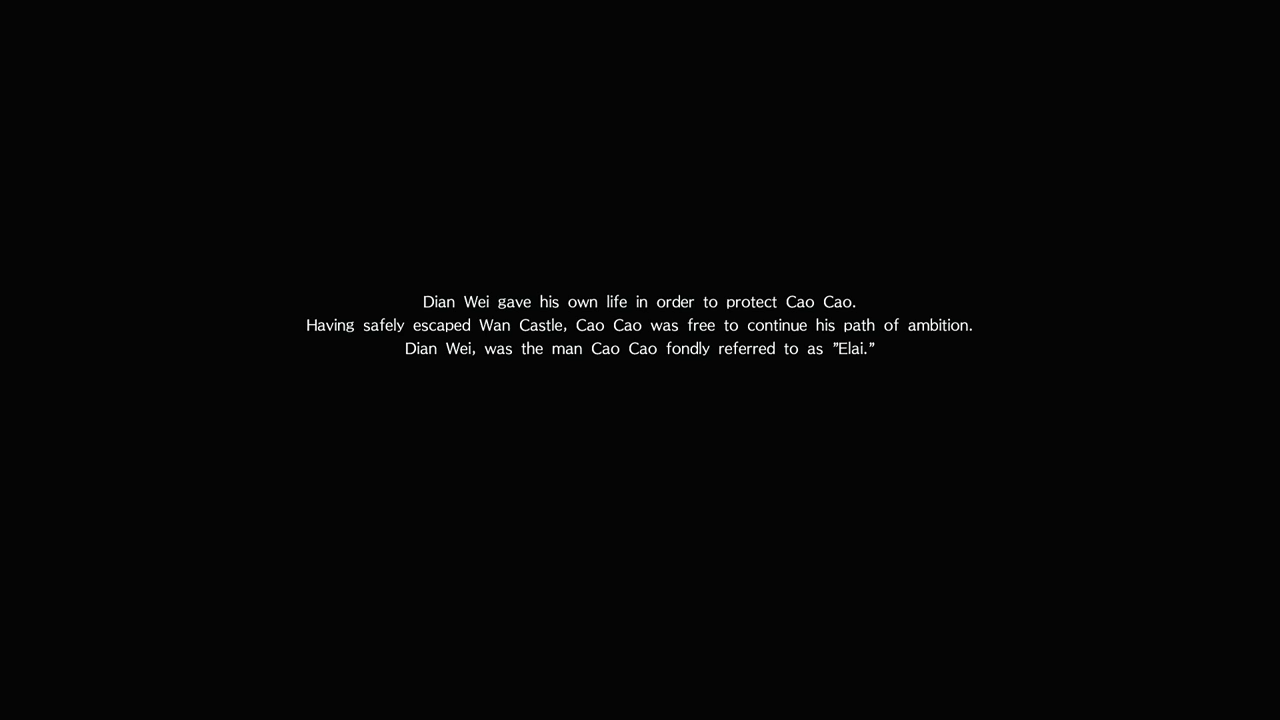 Dian Wei gave his own life in order to protect Cao Cao.
Having safely escaped Wan Castle, Cao Cao was free to continue his path of ambition.
Dian Wei, was the man Cao Cao fondly referred to as ”Elai.”